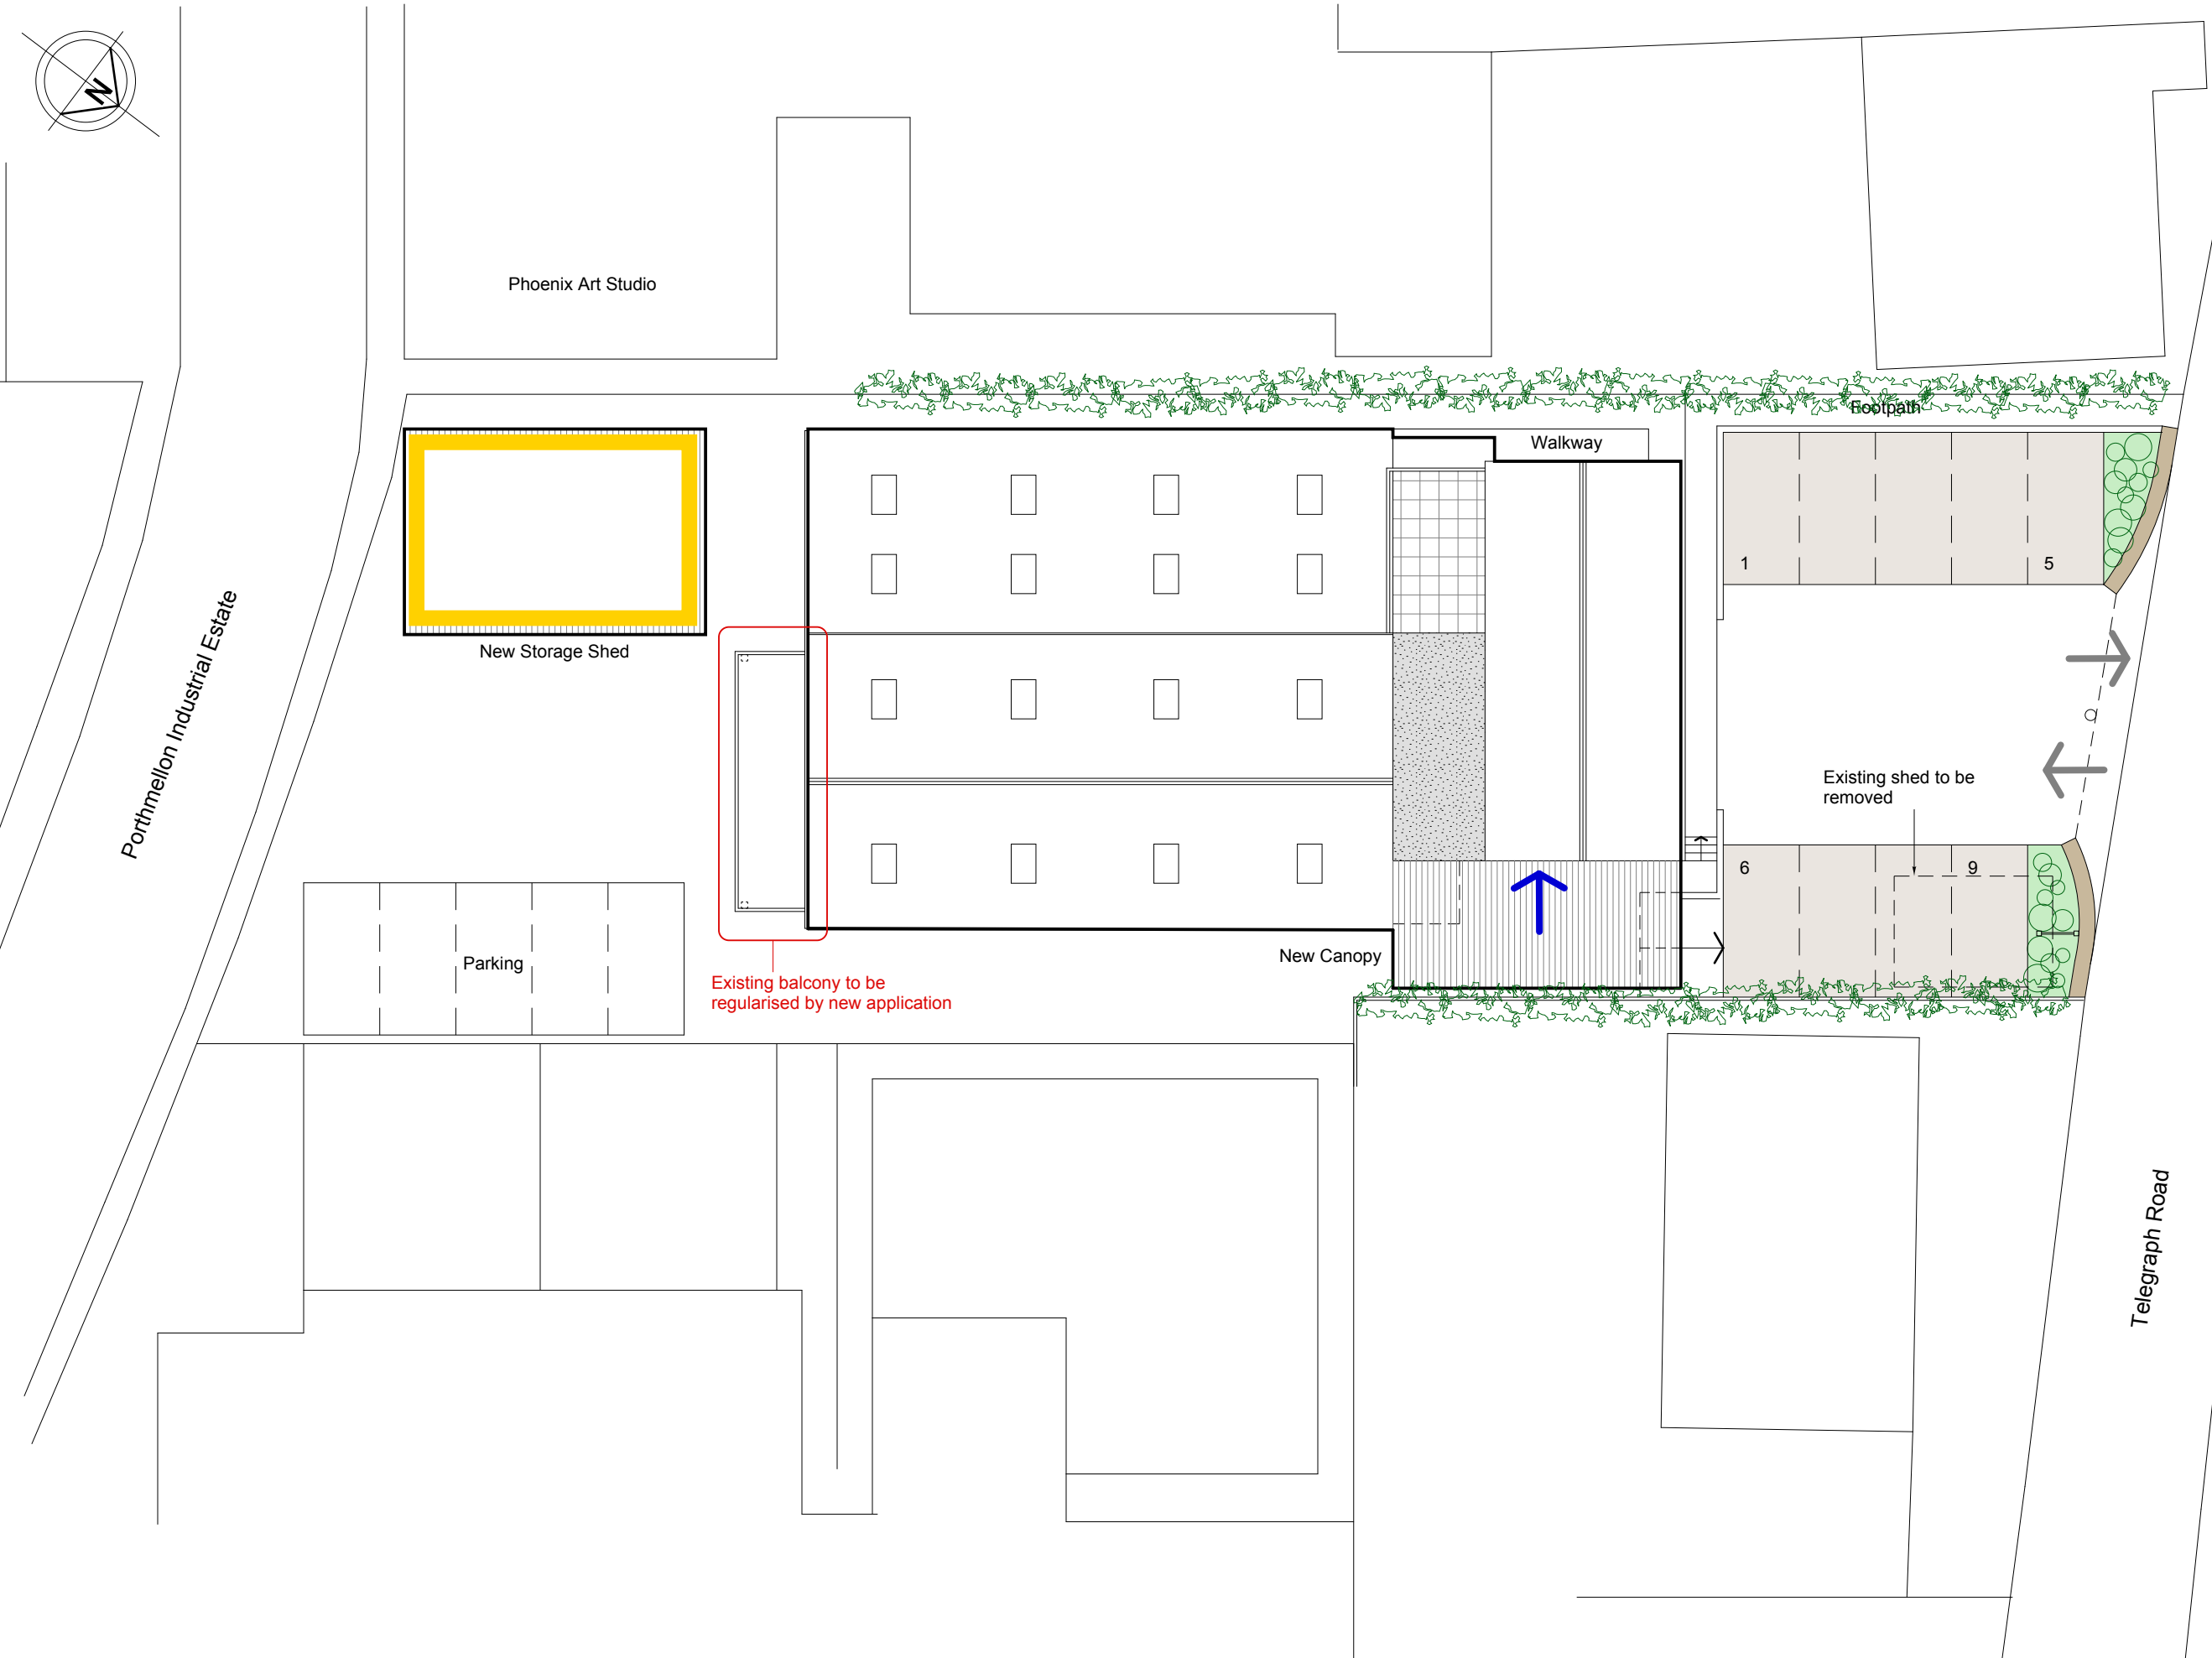 N
Phoenix Art Studio
Footpath
Walkway
1
5
New Storage Shed
Porthmellon Industrial Estate
Existing shed to be
removed
6
9
Parking
New Canopy
Existing balcony to be
regularised by new application
Telegraph Road